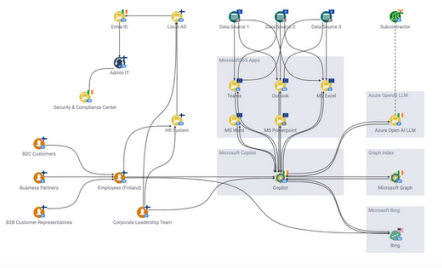 Entra ID
Local AD
Data Source 1
Data Source 2
Data Source 3
Subcontractor
Microsoft 365 Apps
Admin IT
Teams
Outlook
MS Excel
Azure OpenAI LLM
Security & Compliance Center
HR System
MS Word
MS Powerpoint
Azure Open AI LLM
B2C Customers
Microsoft Copilot
Graph Index
Business Partners
Employees (Finland)
Copilot
Microsoft Graph
B2B Customer Representatives
Corporate Leadership Team
Microsoft Bing
Bing